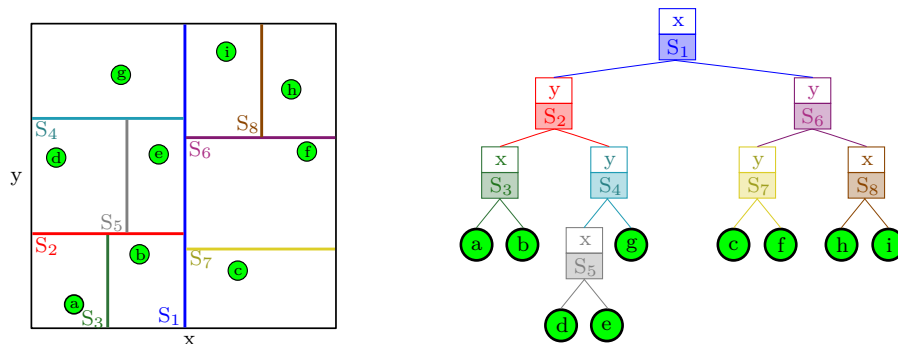 i
g
h
S₄
S₈
S₆
d
e
f
y
S₅
S₂
b
S₇
c
a
S₃
S₁
x
x
S₁
y
S₂
y
S₆
x
S₃
y
S₄
y
S₇
x
S₈
a
b
x
S₅
g
c
f
h
i
d
e